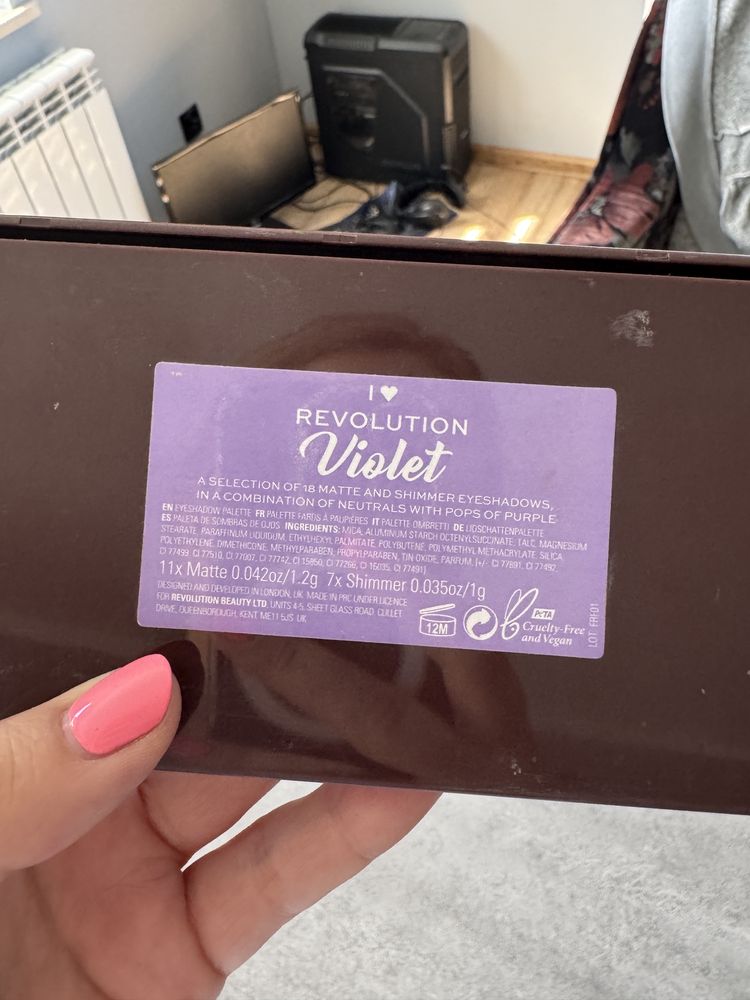 I ♥
REVOLUTION
Violet
A SELECTION OF 18 MATTE AND SHIMMER EYESHADOWS,
IN A COMBINATION OF NEUTRALS WITH POPS OF PURPLE
EN EYESHADOW PALETTE FR PALETTE FARDS À PAUPIÈRES IT PALETTE OMBRETTI DE LIDSCHATTENPALETTE
ES PALETA DE SOMBRAS DE OJOS INGREDIENTS: MICA, ALUMINUM STARCH OCTENYLSUCCINATE, TALC, MAGNESIUM
STEARATE, PARAFFINUM LIQUIDUM, ETHYLHEXYL PALMITATE, POLYBUTENE, POLYMETHYL METHACRYLATE, SILICA,
POLYETHYLENE, DIMETHICONE, METHYLPARABEN, PROPYLPARABEN, TIN OXIDE, PARFUM, [+/- CI 77891, CI 77492,
CI 77499, CI 77510, CI 77007, CI 77742, CI 15850, CI 77266, CI 16035, CI 77491]
11x Matte 0.042oz/1.2g 7x Shimmer 0.035oz/1g
DESIGNED AND DEVELOPED IN LONDON, UK. MADE IN PRC UNDER LICENCE
FOR REVOLUTION BEAUTY LTD, UNITS 4-5, SHEET GLASS ROAD, CULLET
DRIVE, QUEENBOROUGH, KENT ME11 5JS UK
12M
PETA
Cruelty-Free
and Vegan